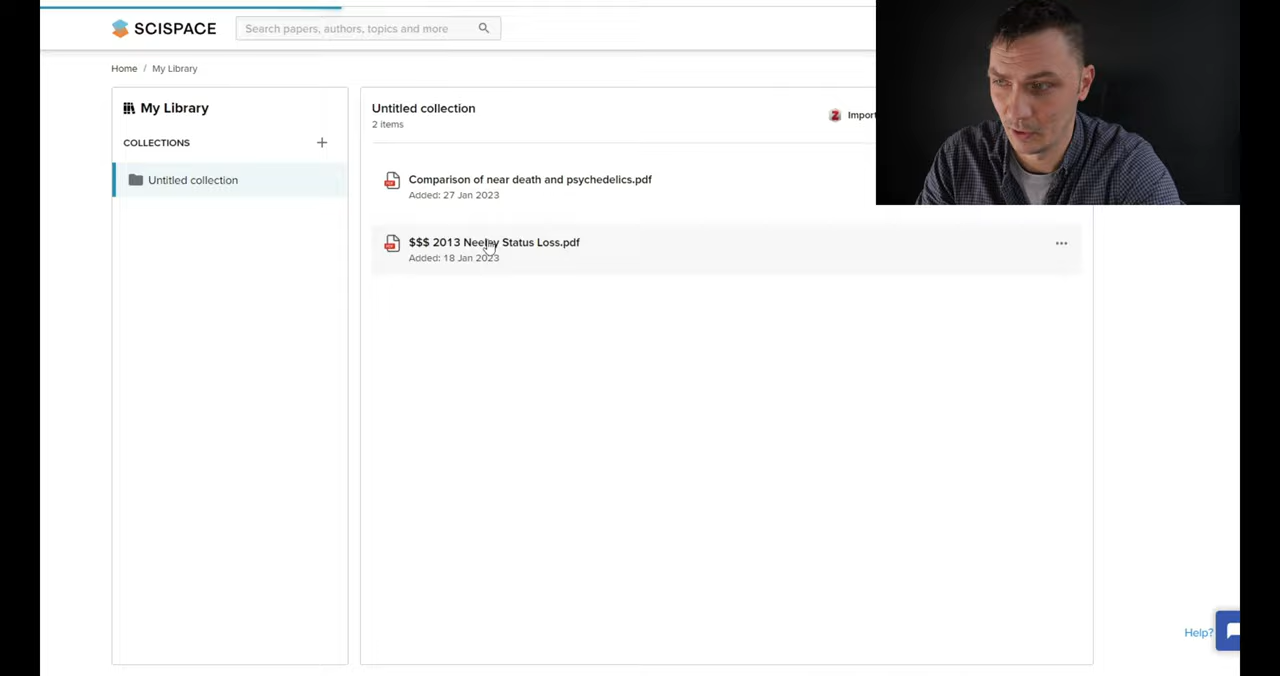 SCISPACE
Search papers, authors, topics and more
Home / My Library
My Library
COLLECTIONS
Untitled collection
Untitled collection
2 items
Import
Comparison of near death and psychedelics.pdf
Added: 27 Jan 2023
$$$ 2013 Neeley Status Loss.pdf
Added: 18 Jan 2023
Help?